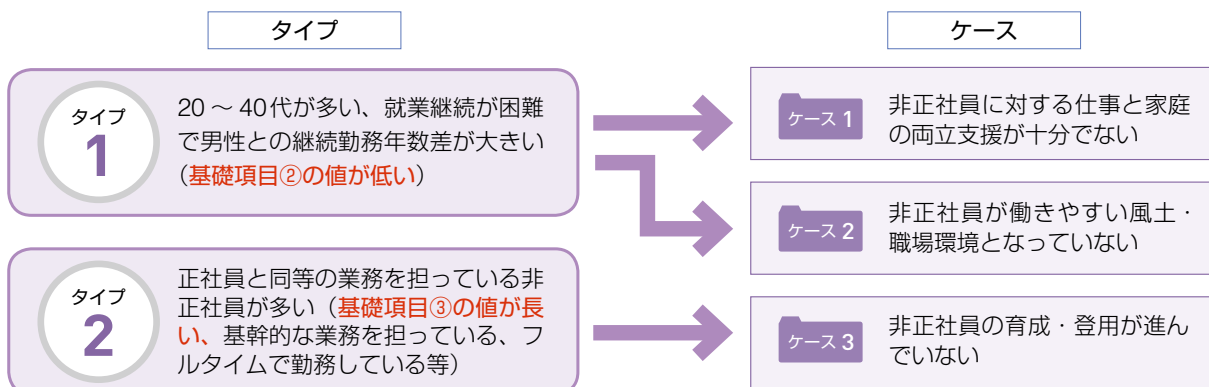 タイプ
ケース
タイプ
1
20 ～ 40代が多い、就業継続が困難
で男性との継続勤務年数差が大きい
（基礎項目②の値が低い）
ケース 1
非正社員に対する仕事と家庭
の両立支援が十分でない
ケース 2
非正社員が働きやすい風土・
職場環境となっていない
タイプ
2
正社員と同等の業務を担っている非
正社員が多い（基礎項目③の値が長
い、基幹的な業務を担っている、フ
ルタイムで勤務している等）
ケース 3
非正社員の育成・登用が進ん
でいない